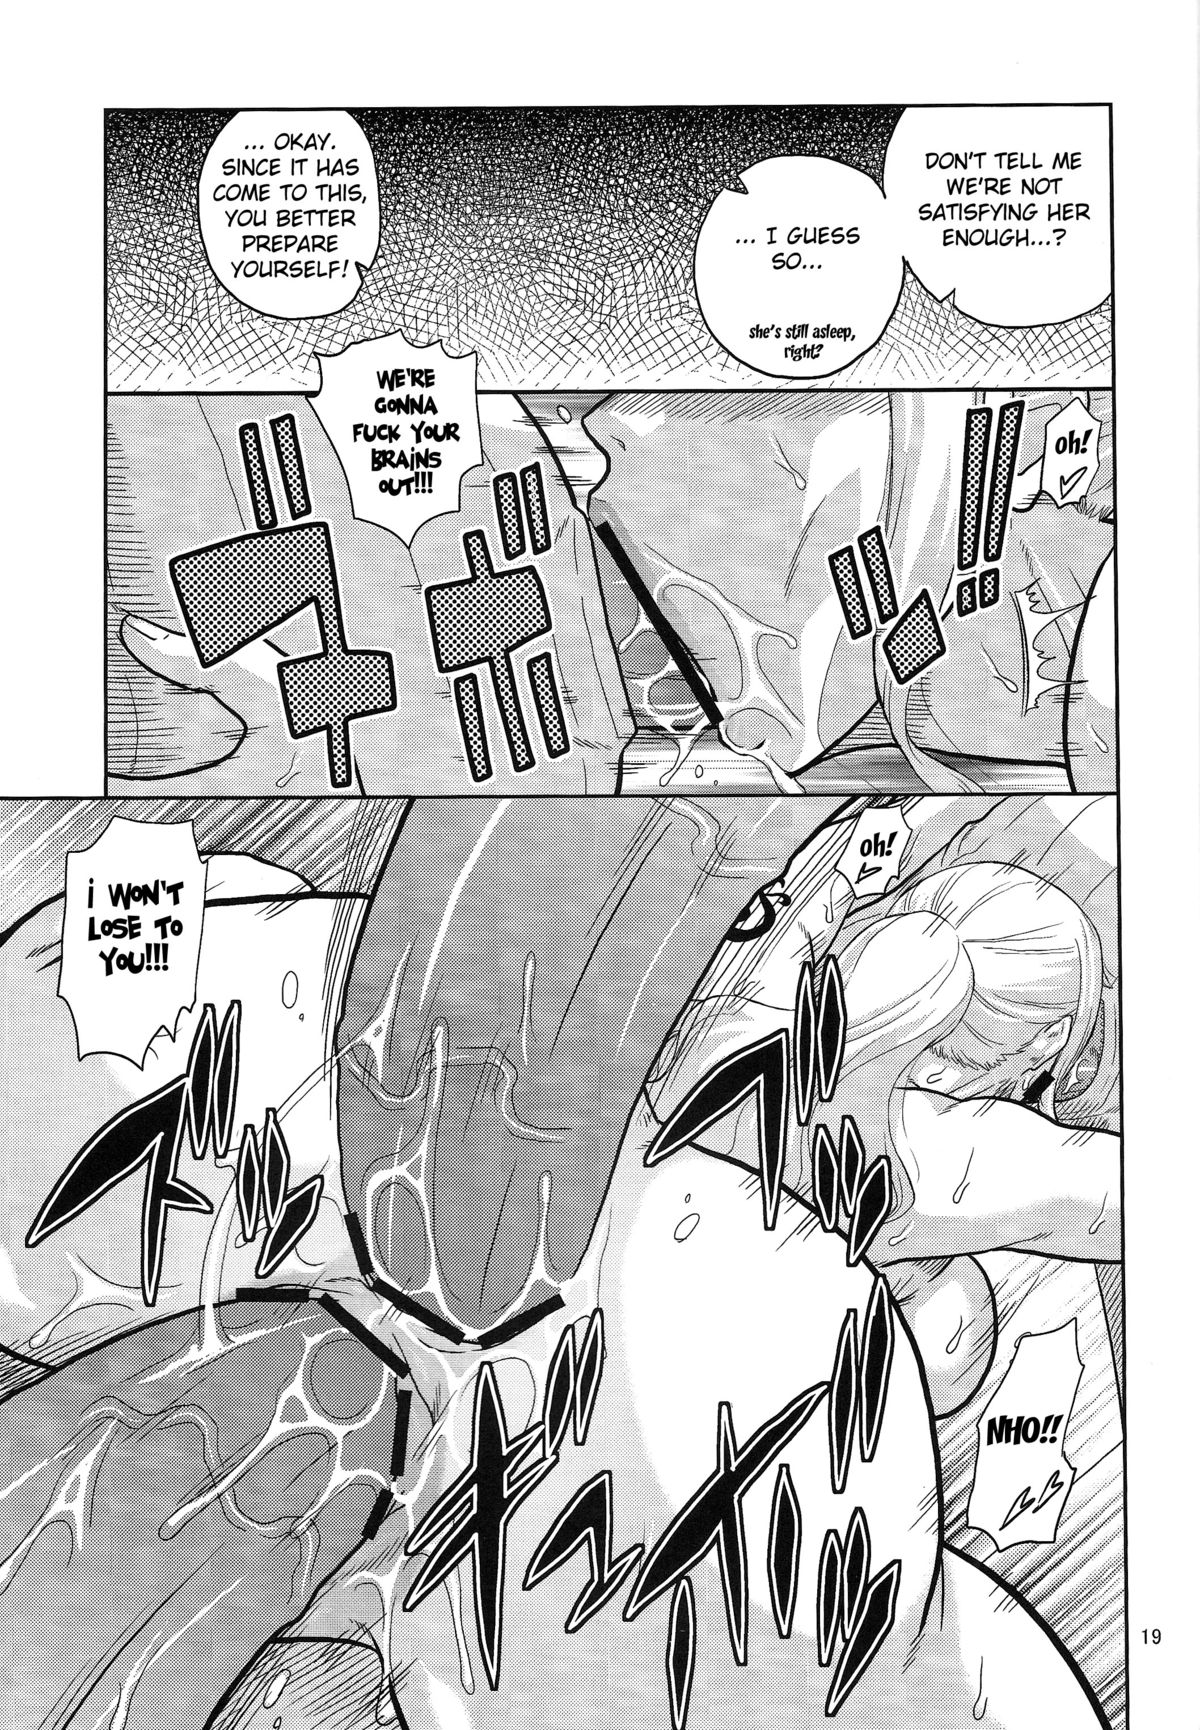 DON'T TELL ME
WE'RE NOT
SATISFYING HER
ENOUGH...?
... I GUESS
SO...
she's still asleep,
right?
... OKAY.
SINCE IT HAS
COME TO THIS,
YOU BETTER
PREPARE
YOURSELF!
oh!
WE'RE
GONNA
FUCK YOUR
BRAINS
OUT!!!
oh!
I WON'T
LOSE TO
YOU!!!
NHO!!
19